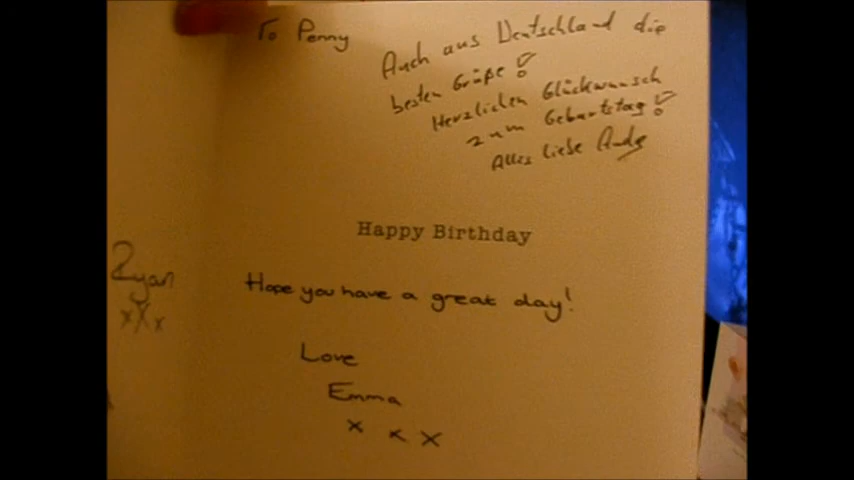 To Penny
Auch aus Deutschland die
besten Grüße!
Herzlichen Glückwunsch
zum Geburtstag!
Alles liebe
Happy Birthday
Hope you have a great day!
Love
Emma
x x x
Ryan
xXx